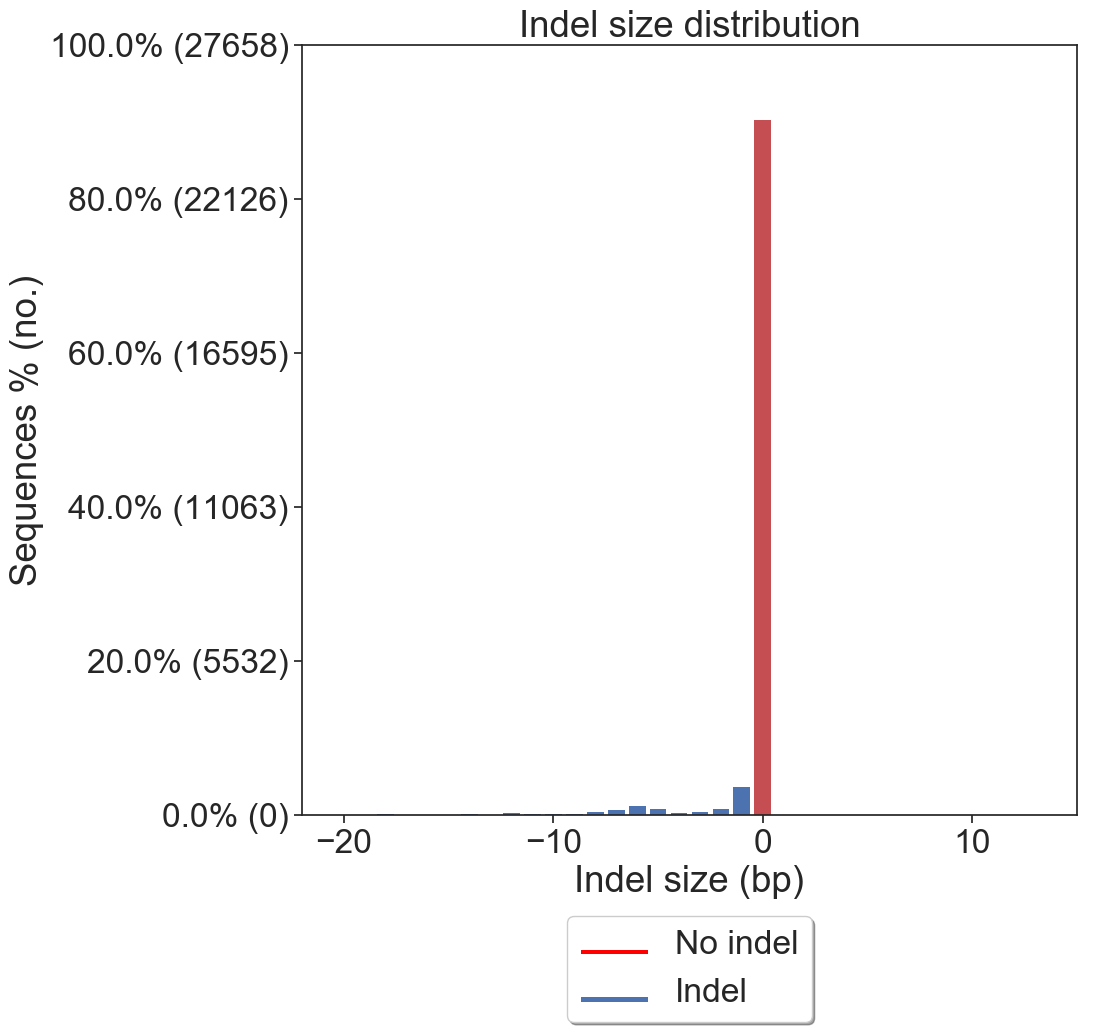 Indel size distribution
100.0% (27658)
80.0% (22126)
60.0% (16595)
40.0% (11063)
20.0% (5532)
0.0% (0)
Sequences % (no.)
−20 −10 0 10
Indel size (bp)
No indel
Indel